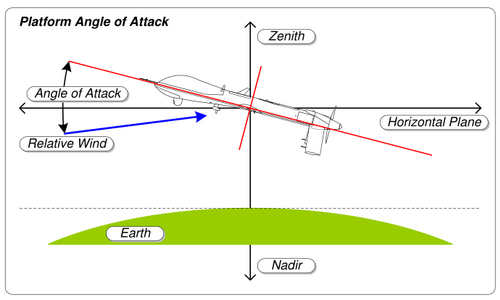 Platform Angle of Attack
Zenith
Angle of Attack
Horizontal Plane
Relative Wind
Earth
Nadir